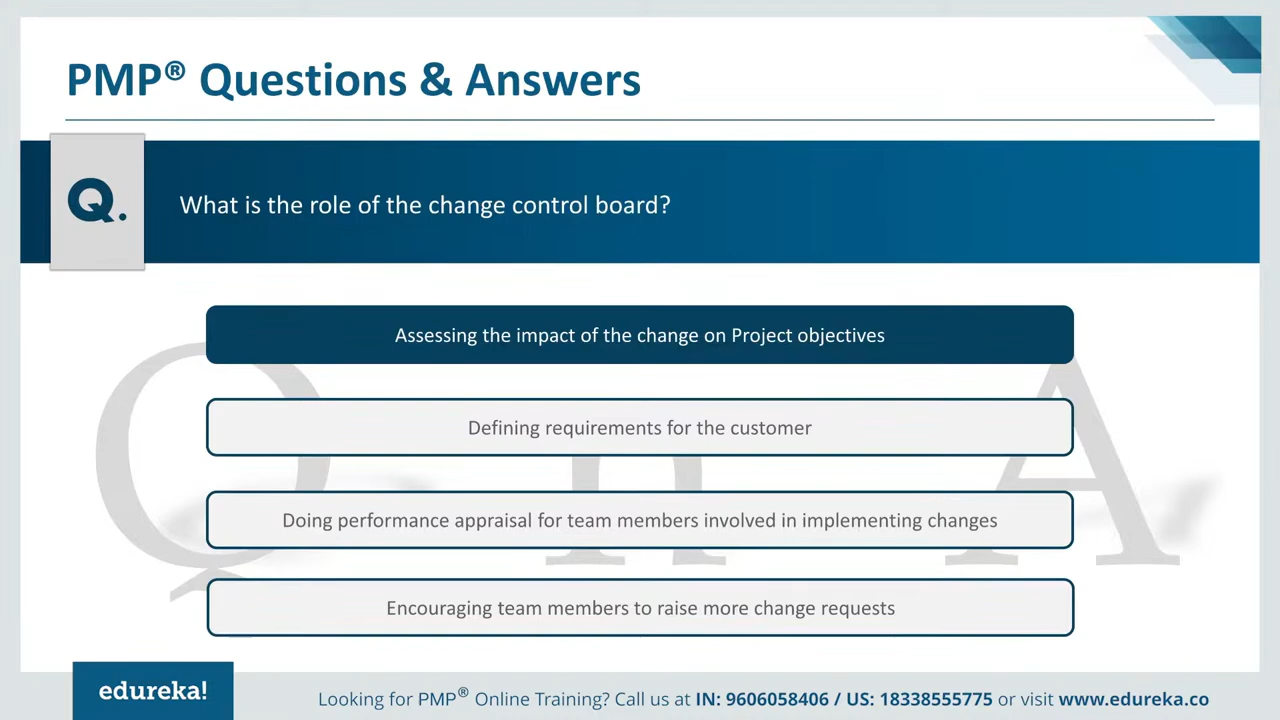 PMP® Questions & Answers
Q.
What is the role of the change control board?
Assessing the impact of the change on Project objectives
Defining requirements for the customer
Doing performance appraisal for team members involved in implementing changes
Encouraging team members to raise more change requests
Q n A
edureka!
Looking for PMP® Online Training? Call us at IN: 9606058406 / US: 18338555775 or visit www.edureka.co